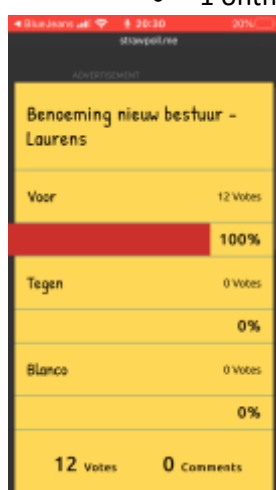 BlueJeans 20:30 20%
strawpoll.me
ADVERTISEMENT
Benoeming nieuw bestuur –
Laurens
Voor 12 Votes
100%
Tegen 0 Votes
0%
Blanco 0 Votes
0%
12 Votes 0 Comments